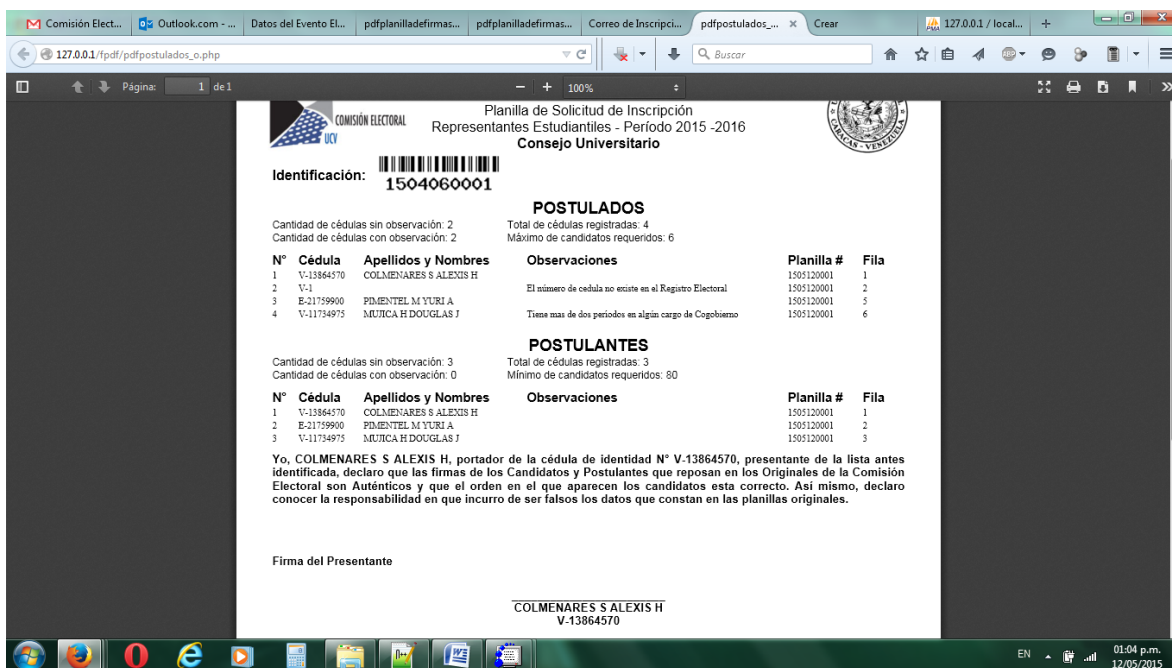 Comisión Elect...
Outlook.com - ...
Datos del Evento El...
pdfplanilladefirmas...
pdfplanilladefirmas...
Correo de Inscripci...
pdfpostulados_...
Crear
127.0.0.1 / local...
127.0.0.1/fpdf/pdfpostulados_o.php
Buscar
Página: 1 de 1
100%
COMISIÓN ELECTORAL
UCV
Planilla de Solicitud de Inscripción
Representantes Estudiantiles - Período 2015 -2016
Consejo Universitario
CARACAS - VENEZUELA
Identificación:
1504060001
POSTULADOS
Cantidad de cédulas sin observación: 2 Total de cédulas registradas: 4
Cantidad de cédulas con observación: 2 Máximo de candidatos requeridos: 6
N° Cédula Apellidos y Nombres Observaciones Planilla # Fila
1 V-13864570 COLMENARES S ALEXIS H 1505120001 1
2 V-1 El número de cedula no existe en el Registro Electoral 1505120001 2
3 E-21759900 PIMENTEL M YURI A 1505120001 5
4 V-11734975 MUJICA H DOUGLAS J Tiene mas de dos periodos en algún cargo de Cogobierno 1505120001 6
POSTULANTES
Cantidad de cédulas sin observación: 3 Total de cédulas registradas: 3
Cantidad de cédulas con observación: 0 Mínimo de candidatos requeridos: 80
N° Cédula Apellidos y Nombres Observaciones Planilla # Fila
1 V-13864570 COLMENARES S ALEXIS H 1505120001 1
2 E-21759900 PIMENTEL M YURI A 1505120001 2
3 V-11734975 MUJICA H DOUGLAS J 1505120001 3
Yo, COLMENARES S ALEXIS H, portador de la cédula de identidad N° V-13864570, presentante de la lista antes
identificada, declaro que las firmas de los Candidatos y Postulantes que reposan en los Originales de la Comisión
Electoral son Auténticos y que el orden en el que aparecen los candidatos esta correcto. Así mismo, declaro
conocer la responsabilidad en que incurro de ser falsos los datos que constan en las planillas originales.
Firma del Presentante
COLMENARES S ALEXIS H
V-13864570
EN
01:04 p.m.
12/05/2015